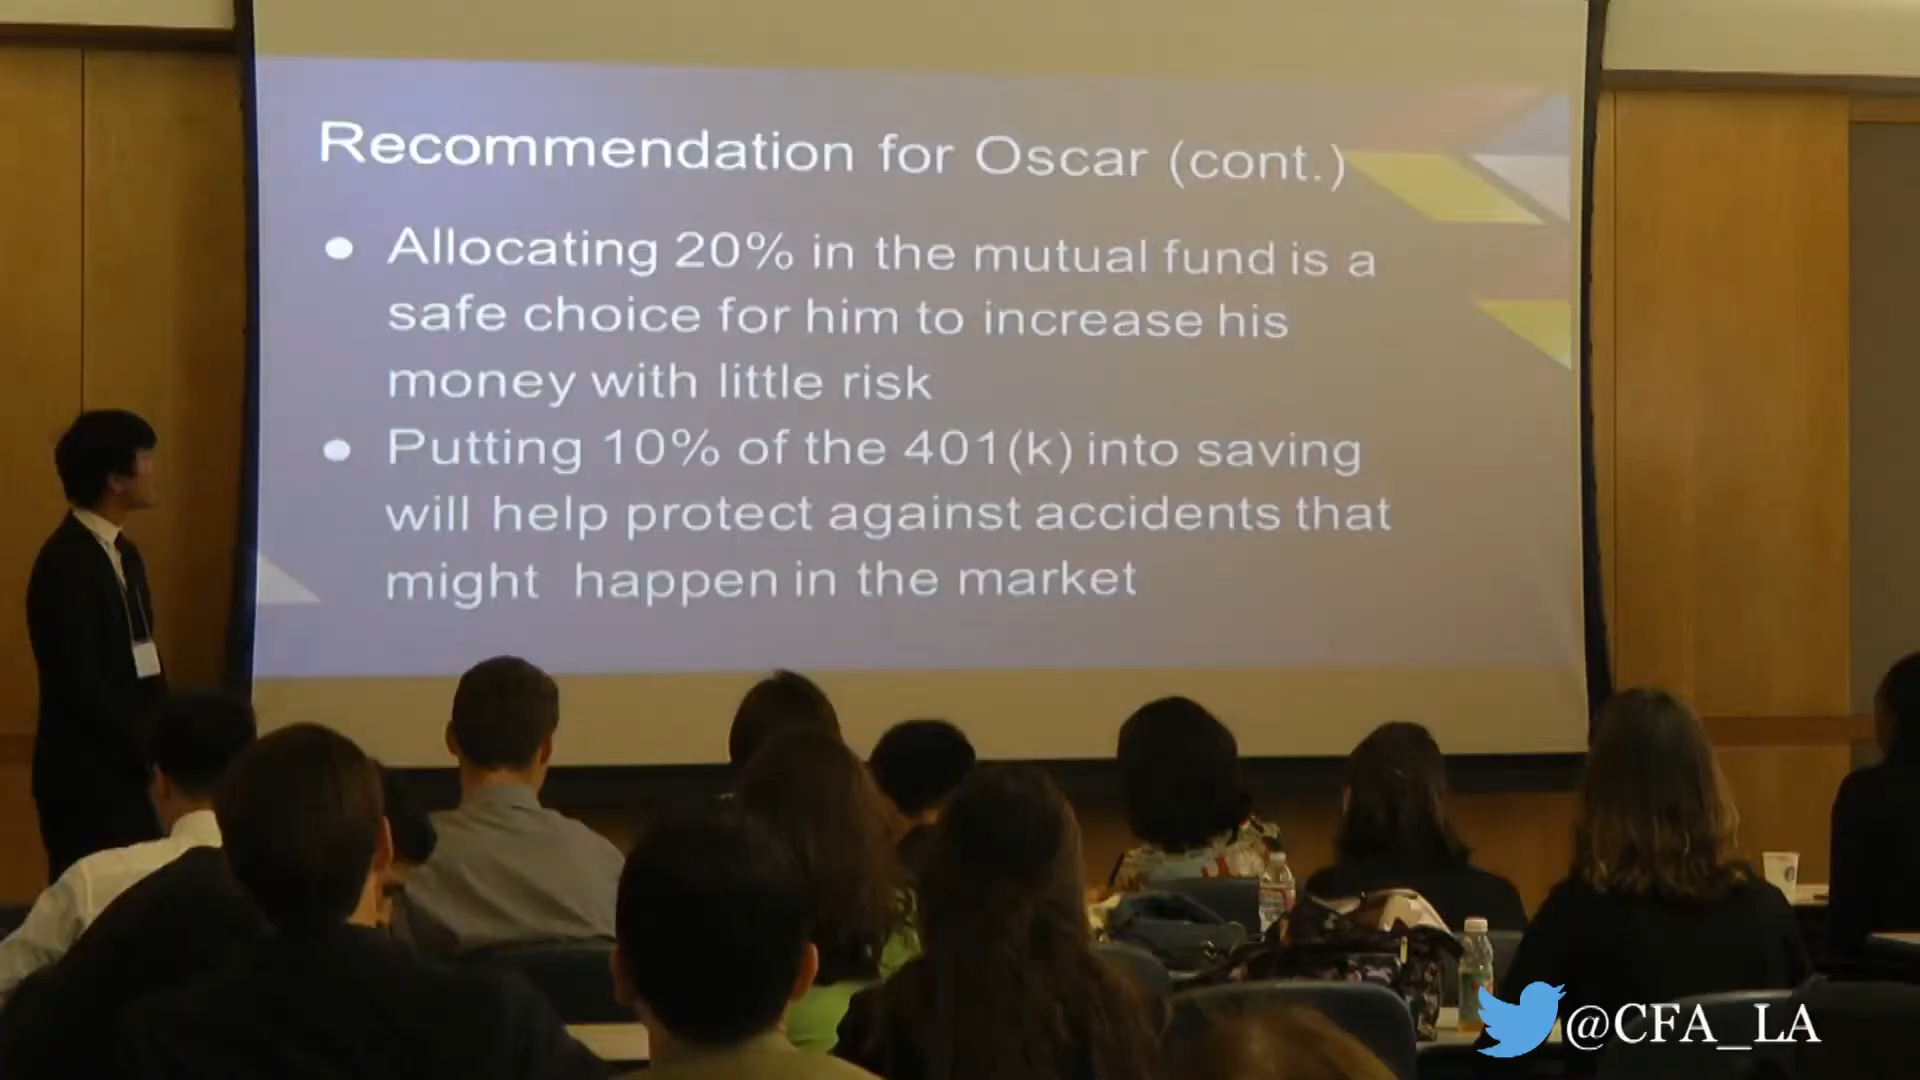 Recommendation for Oscar (cont.)
● Allocating 20% in the mutual fund is a
safe choice for him to increase his
money with little risk
● Putting 10% of the 401(k) into saving
will help protect against accidents that
might happen in the market
@CFA_LA